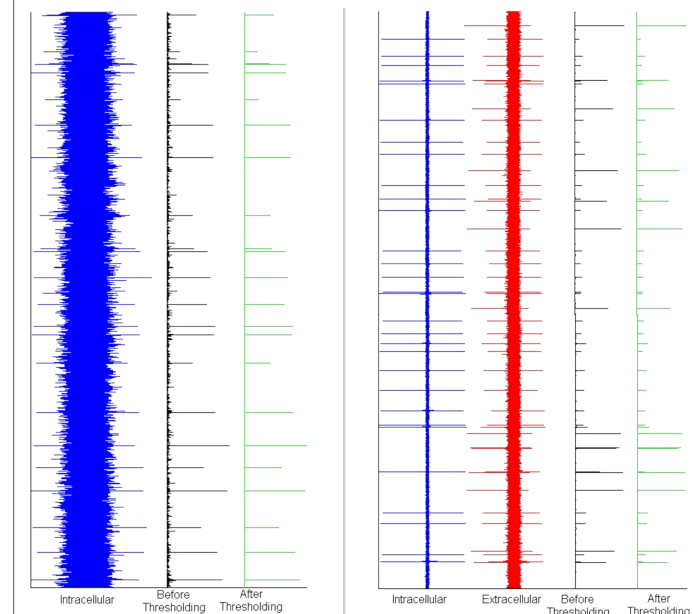 Intracellular
Before
Thresholding
After
Thresholding
Intracellular
Extracellular
Before
Thresholding
After
Thresholding